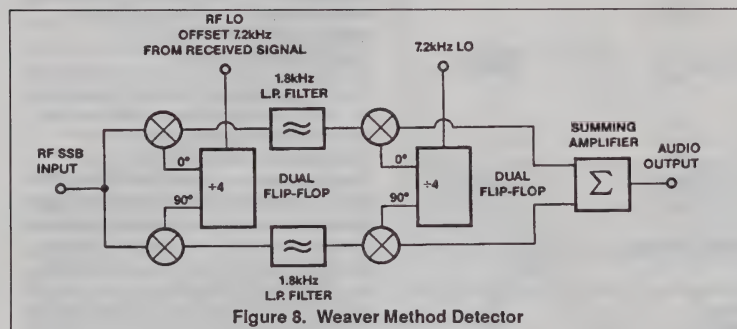 RF LO
OFFSET 7.2kHz
FROM RECEIVED SIGNAL
7.2kHz LO
1.8kHz
L.P. FILTER
SUMMING
AMPLIFIER
AUDIO
OUTPUT
RF SSB
INPUT
0°
90°
÷4
DUAL
FLIP-FLOP
0°
90°
÷4
DUAL
FLIP-FLOP
Σ
1.8kHz
L.P. FILTER
Figure 8. Weaver Method Detector